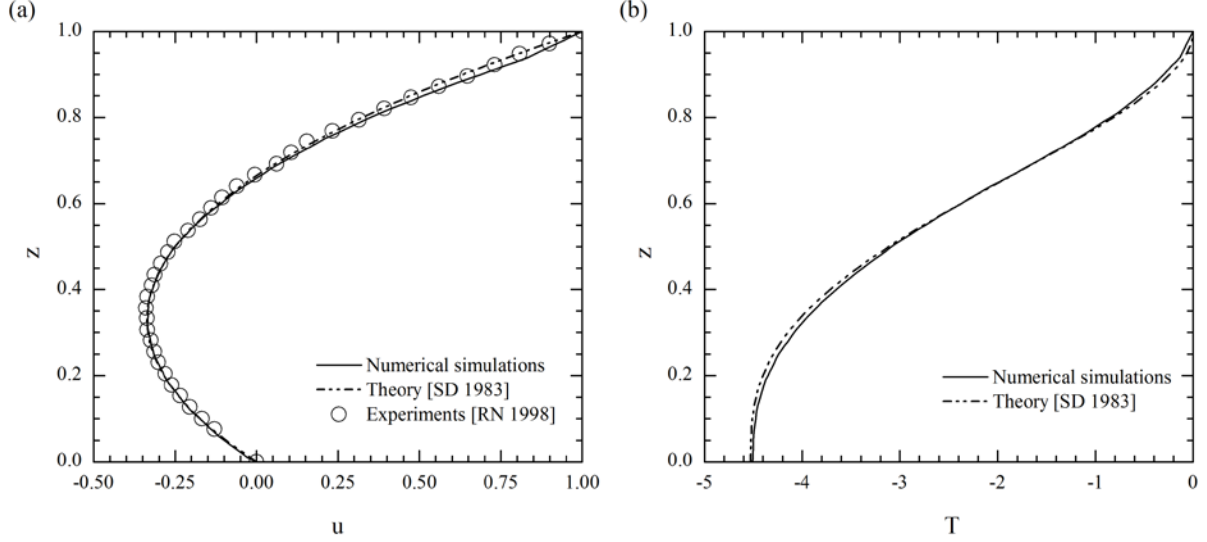 (a)
1.0
0.8
0.6
z
0.4
0.2
0.0
Numerical simulations
Theory [SD 1983]
Experiments [RN 1998]
-0.50 -0.25 0.00 0.25 0.50 0.75 1.00
u
(b)
1.0
0.8
0.6
z
0.4
0.2
0.0
Numerical simulations
Theory [SD 1983]
-5 -4 -3 -2 -1 0
T